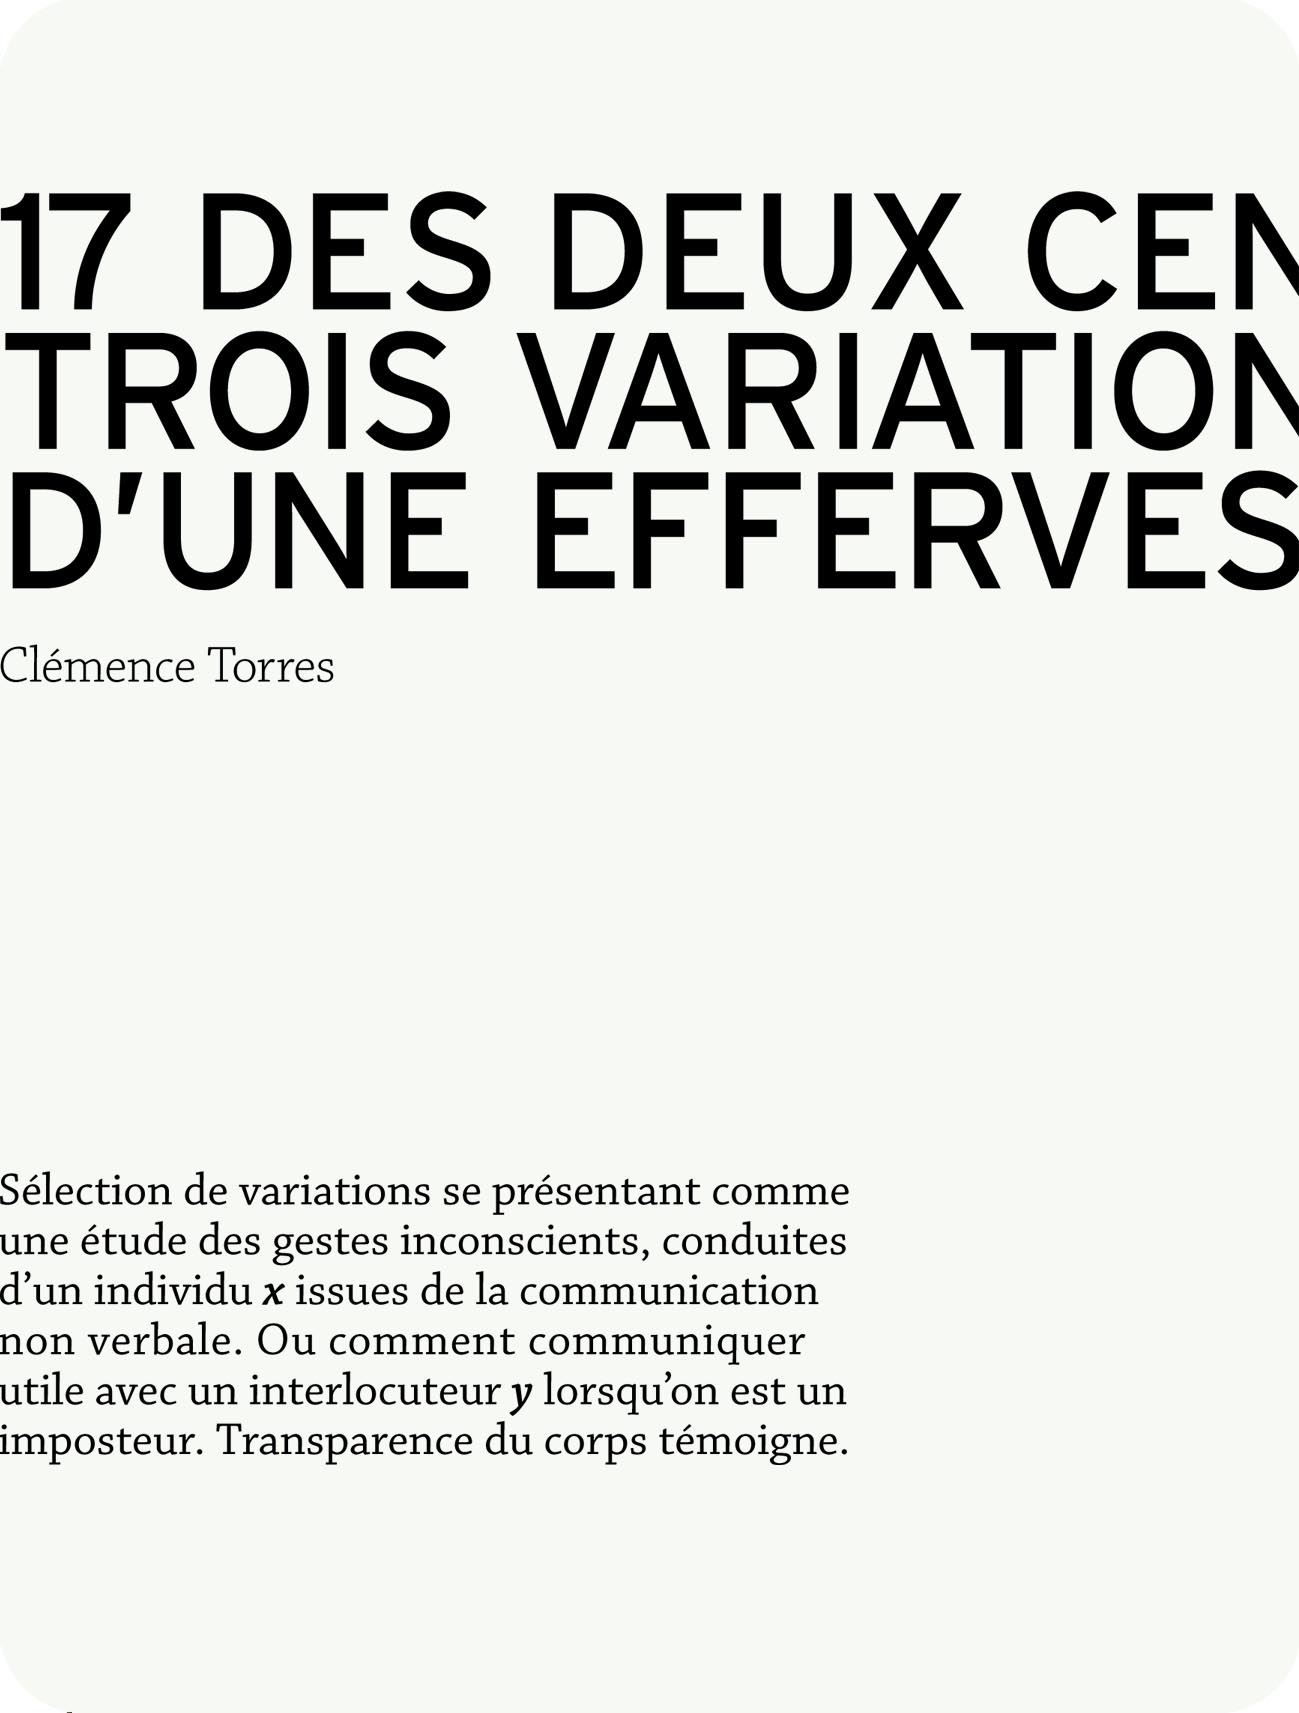 17 DES DEUX CEN
TROIS VARIATION
D'UNE EFFERVES
Clémence Torres
Sélection de variations se présentant comme
une étude des gestes inconscients, conduites
d’un individu x issues de la communication
non verbale. Ou comment communiquer
utile avec un interlocuteur y lorsqu’on est un
imposteur. Transparence du corps témoigne.